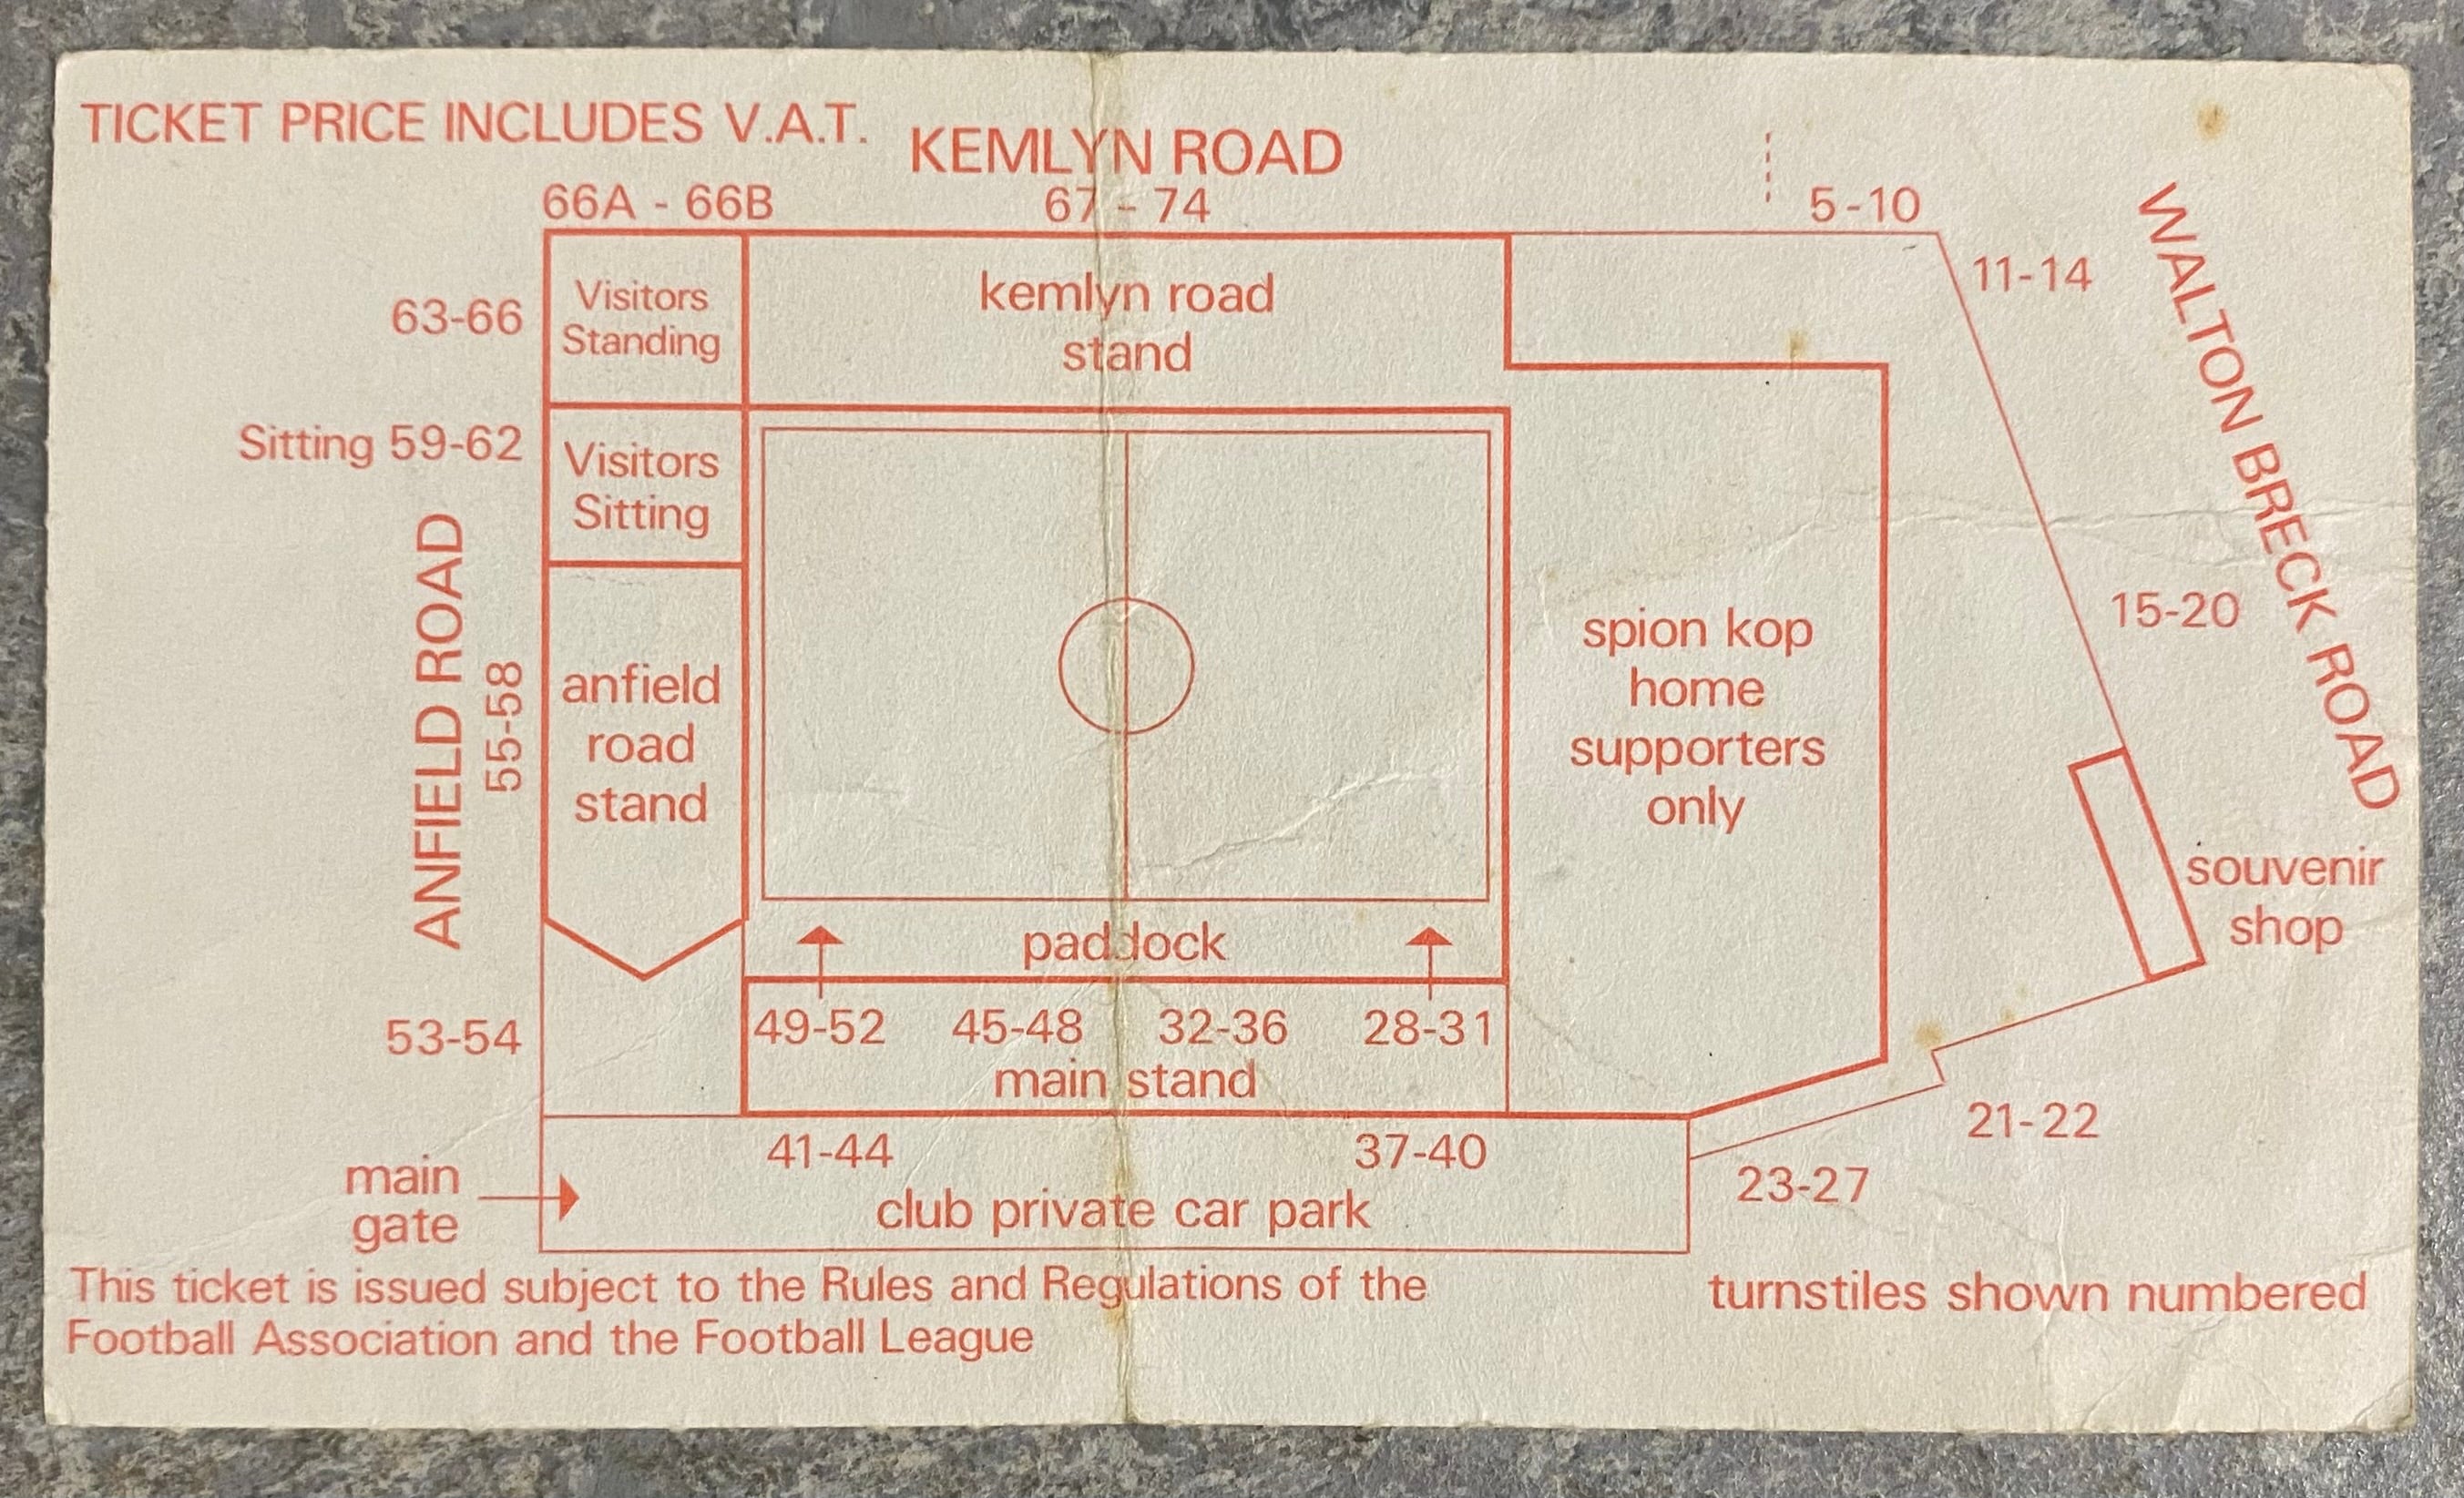 TICKET PRICE INCLUDES V.A.T.
KEMLYN ROAD
66A - 66B
67 - 74
5-10
11-14
WALTON BRECK ROAD
63-66
Visitors
Standing
kemlyn road
stand
Sitting 59-62
Visitors
Sitting
ANFIELD ROAD
55-58
anfield
road
stand
spion kop
home
supporters
only
15-20
souvenir
shop
paddock
53-54
49-52
45-48
32-36
28-31
main stand
41-44
37-40
21-22
23-27
main
gate
club private car park
This ticket is issued subject to the Rules and Regulations of the
Football Association and the Football League
turnstiles shown numbered